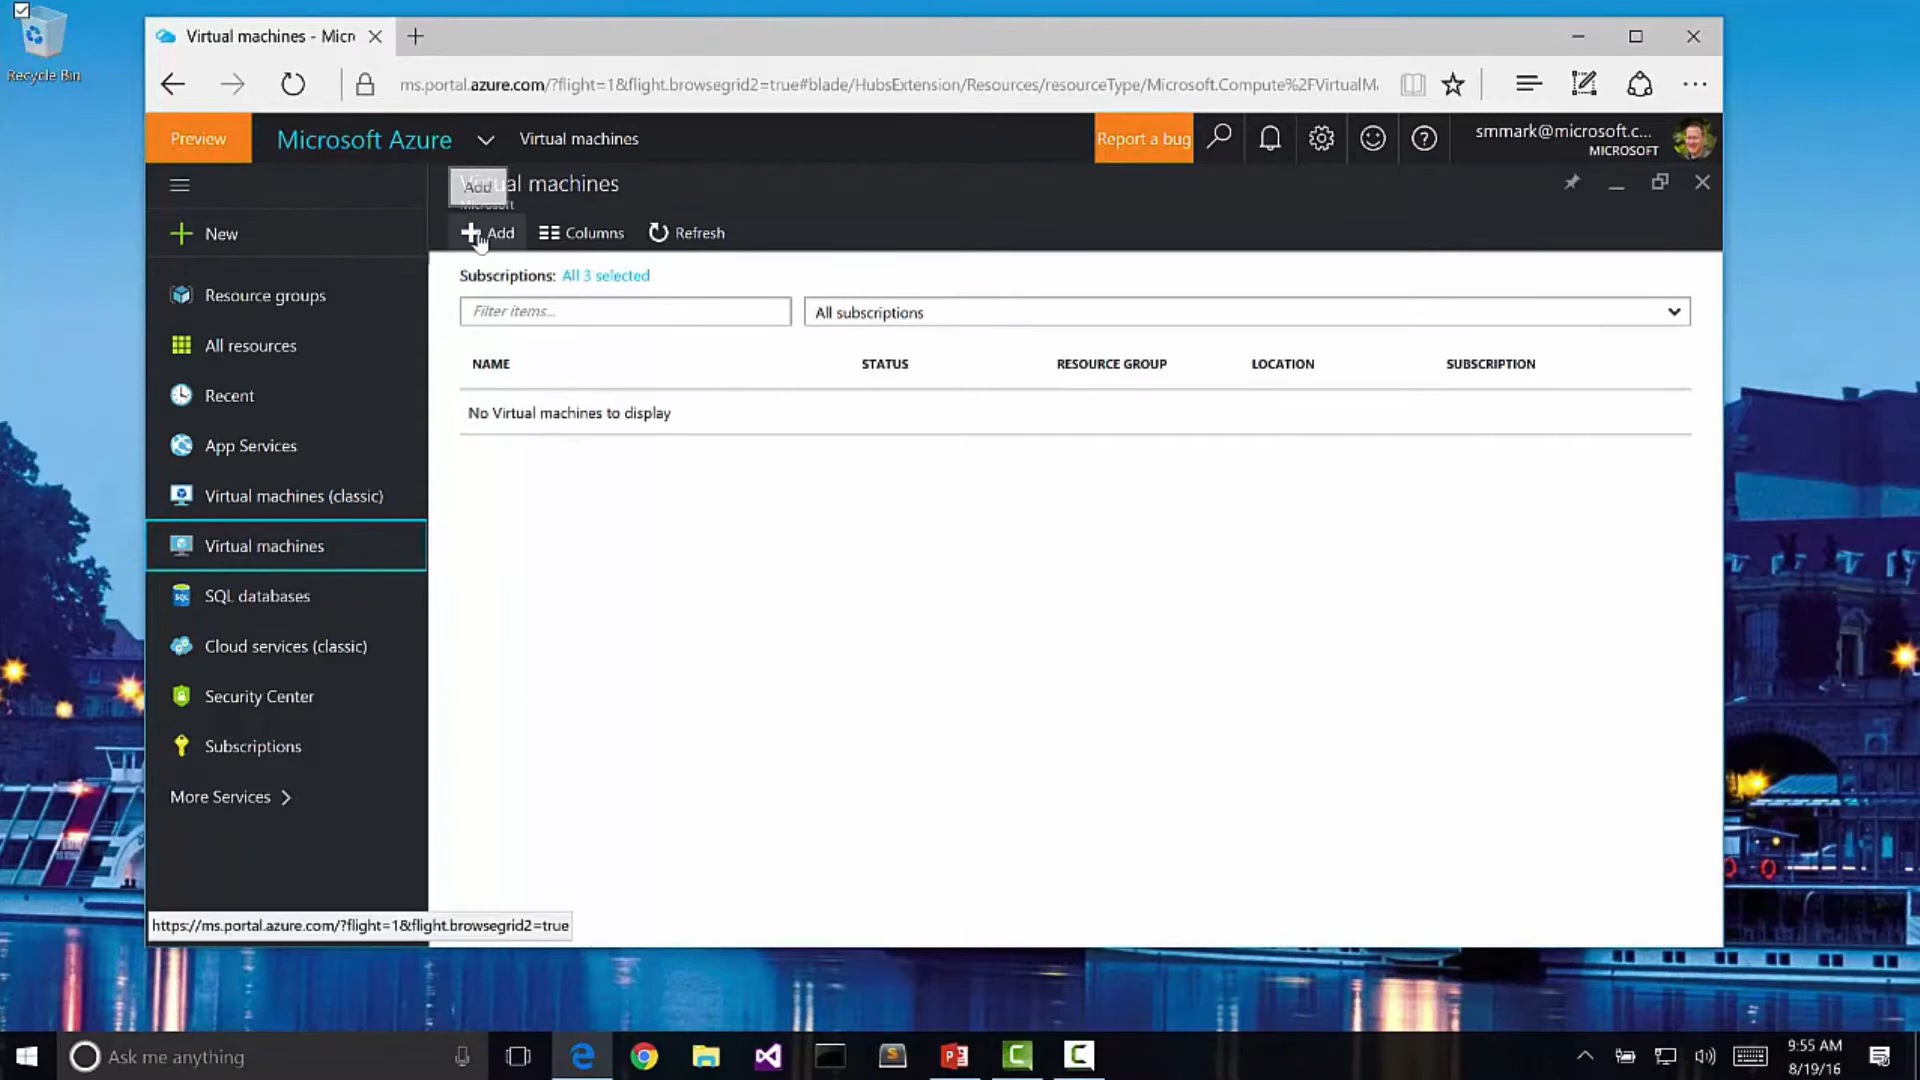 Recycle Bin
Virtual machines - Micr
ms.portal.azure.com/?flight=1&flight.browsegrid2=true#blade/HubsExtension/Resources/resourceType/Microsoft.Compute%2FVirtualM
Preview
Microsoft Azure
Virtual machines
Report a bug
smmark@microsoft.c...
MICROSOFT
Add
Virtual machines
Microsoft
New
Add
Columns
Refresh
Subscriptions: All 3 selected
Filter items...
All subscriptions
NAME STATUS RESOURCE GROUP LOCATION SUBSCRIPTION
No Virtual machines to display
Resource groups
All resources
Recent
App Services
Virtual machines (classic)
Virtual machines
SQL databases
Cloud services (classic)
Security Center
Subscriptions
More Services
https://ms.portal.azure.com/?flight=1&flight.browsegrid2=true
Ask me anything
9:55 AM
8/19/16